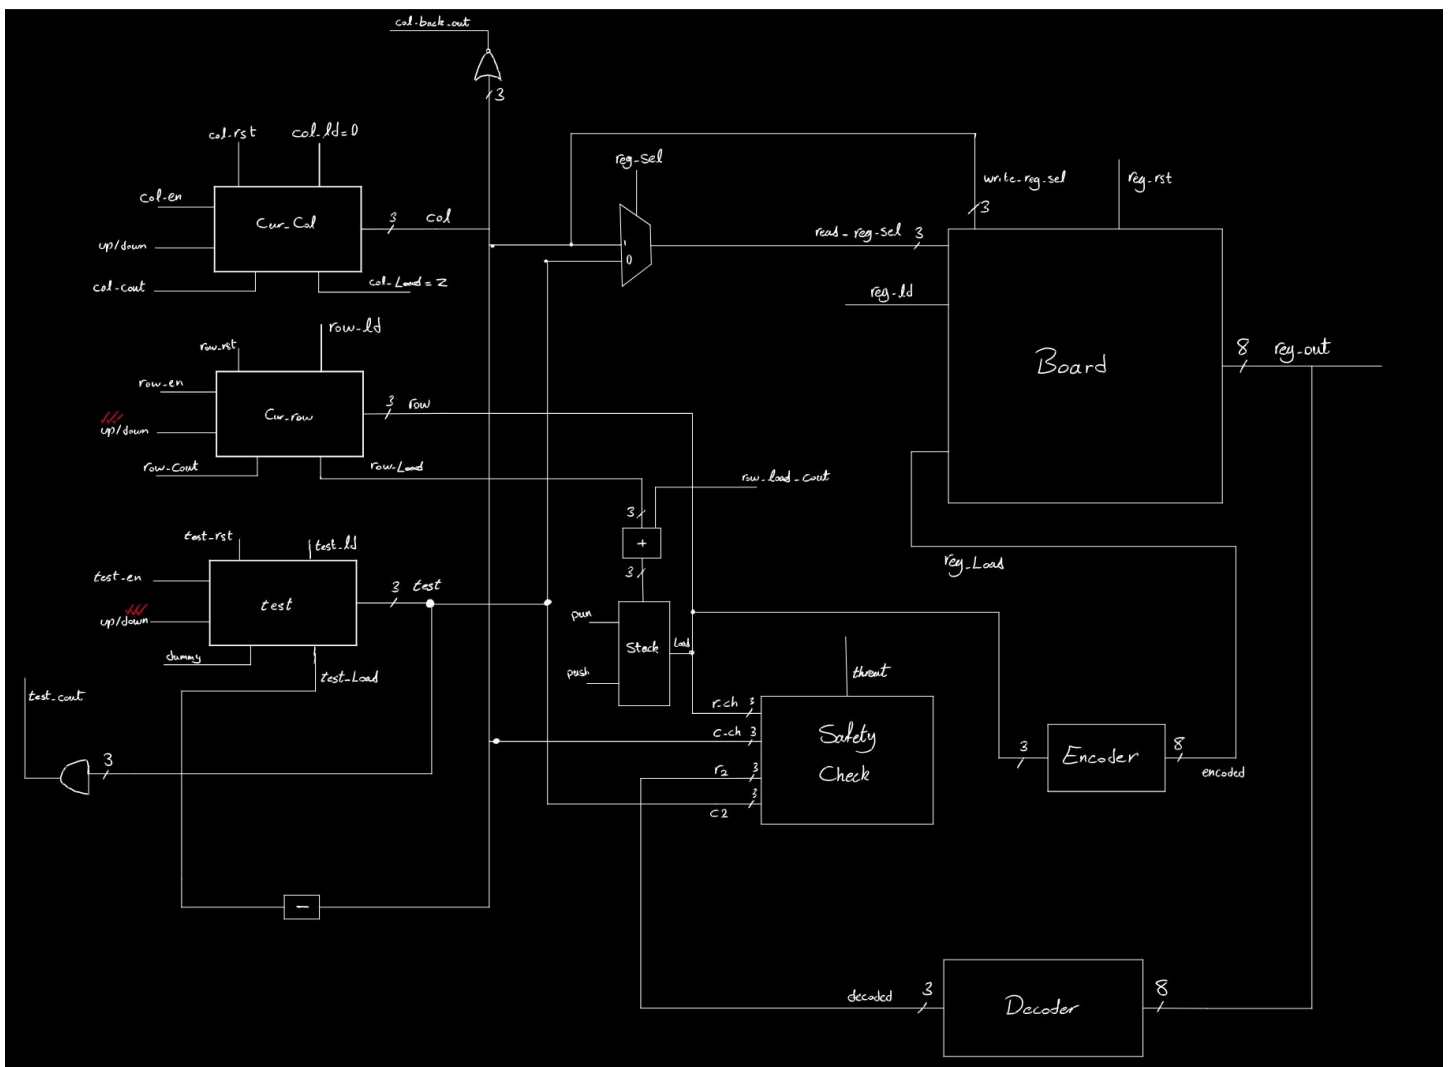 col-back-out
3
col-rst
col-ld=0
reg-sel
write-reg-sel
reg-rst
3
col-en
Cur-Col
3
col
up/down
1
0
read-reg-sel
3
col-cout
col-Load=Z
reg-ld
row-rst
row-ld
8
reg-out
Board
row-en
Cur-row
3
row
up/down
row-Cout
row-Load
row-load-cout
3
+
3
test-rst
test-ld
test-en
test
3
test
up/down
dummy
test-Load
test-cout
pop
push
Stack
Load
reg-Load
threat
r-ch
3
c-ch
3
r2
3
c2
3
Safety
Check
3
Encoder
8
encoded
3
-
decoded
3
Decoder
8